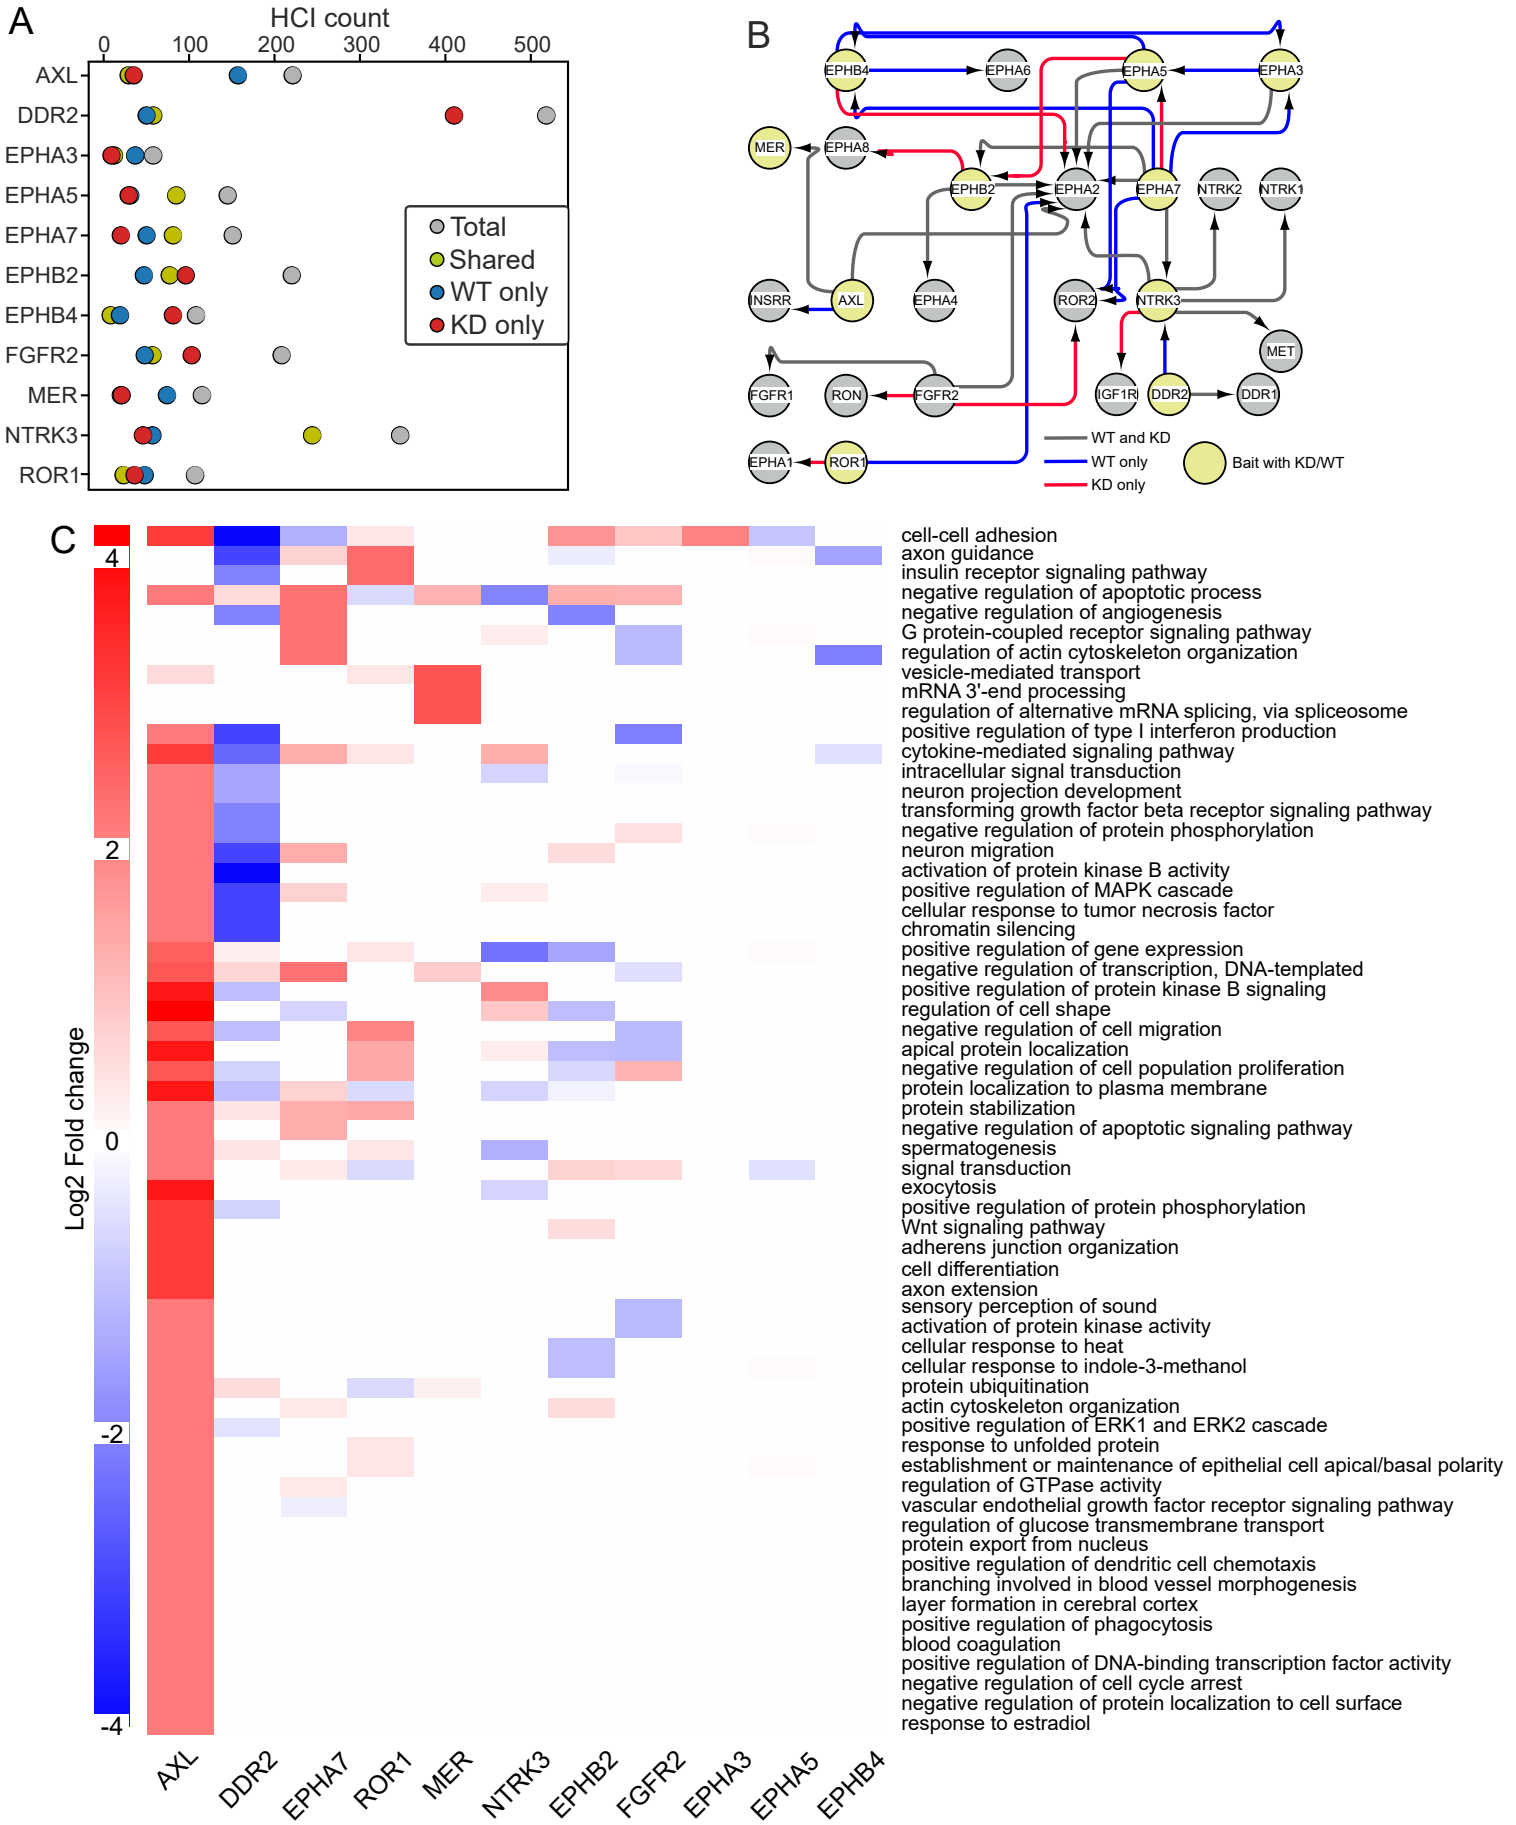 A
HCI count
0 100 200 300 400 500
AXL
DDR2
EPHA3
EPHA5
EPHA7
EPHB2
EPHB4
FGFR2
MER
NTRK3
ROR1
Total
Shared
WT only
KD only
B
EPHB4 EPHA6 EPHA5 EPHA3
MER EPHA8
EPHB2 EPHA2 EPHA7 NTRK2 NTRK1
INSRR AXL EPHA4 ROR2 NTRK3
MET
FGFR1 RON FGFR2 IGF1R DDR2 DDR1
EPHA1 ROR1
WT and KD
WT only
KD only
Bait with KD/WT
C
Log2 Fold change
4
2
0
-2
-4
cell-cell adhesion
axon guidance
insulin receptor signaling pathway
negative regulation of apoptotic process
negative regulation of angiogenesis
G protein-coupled receptor signaling pathway
regulation of actin cytoskeleton organization
vesicle-mediated transport
mRNA 3'-end processing
regulation of alternative mRNA splicing, via spliceosome
positive regulation of type I interferon production
cytokine-mediated signaling pathway
intracellular signal transduction
neuron projection development
transforming growth factor beta receptor signaling pathway
negative regulation of protein phosphorylation
neuron migration
activation of protein kinase B activity
positive regulation of MAPK cascade
cellular response to tumor necrosis factor
chromatin silencing
positive regulation of gene expression
negative regulation of transcription, DNA-templated
positive regulation of protein kinase B signaling
regulation of cell shape
negative regulation of cell migration
apical protein localization
negative regulation of cell population proliferation
protein localization to plasma membrane
protein stabilization
negative regulation of apoptotic signaling pathway
spermatogenesis
signal transduction
exocytosis
positive regulation of protein phosphorylation
Wnt signaling pathway
adherens junction organization
cell differentiation
axon extension
sensory perception of sound
activation of protein kinase activity
cellular response to heat
cellular response to indole-3-methanol
protein ubiquitination
actin cytoskeleton organization
positive regulation of ERK1 and ERK2 cascade
response to unfolded protein
establishment or maintenance of epithelial cell apical/basal polarity
regulation of GTPase activity
vascular endothelial growth factor receptor signaling pathway
regulation of glucose transmembrane transport
protein export from nucleus
positive regulation of dendritic cell chemotaxis
branching involved in blood vessel morphogenesis
layer formation in cerebral cortex
positive regulation of phagocytosis
blood coagulation
positive regulation of DNA-binding transcription factor activity
negative regulation of cell cycle arrest
negative regulation of protein localization to cell surface
response to estradiol
AXL DDR2 EPHA7 ROR1 MER NTRK3 EPHB2 FGFR2 EPHA3 EPHA5 EPHB4